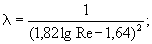 λ = 1 / (1,82lg Re – 1,64)²;